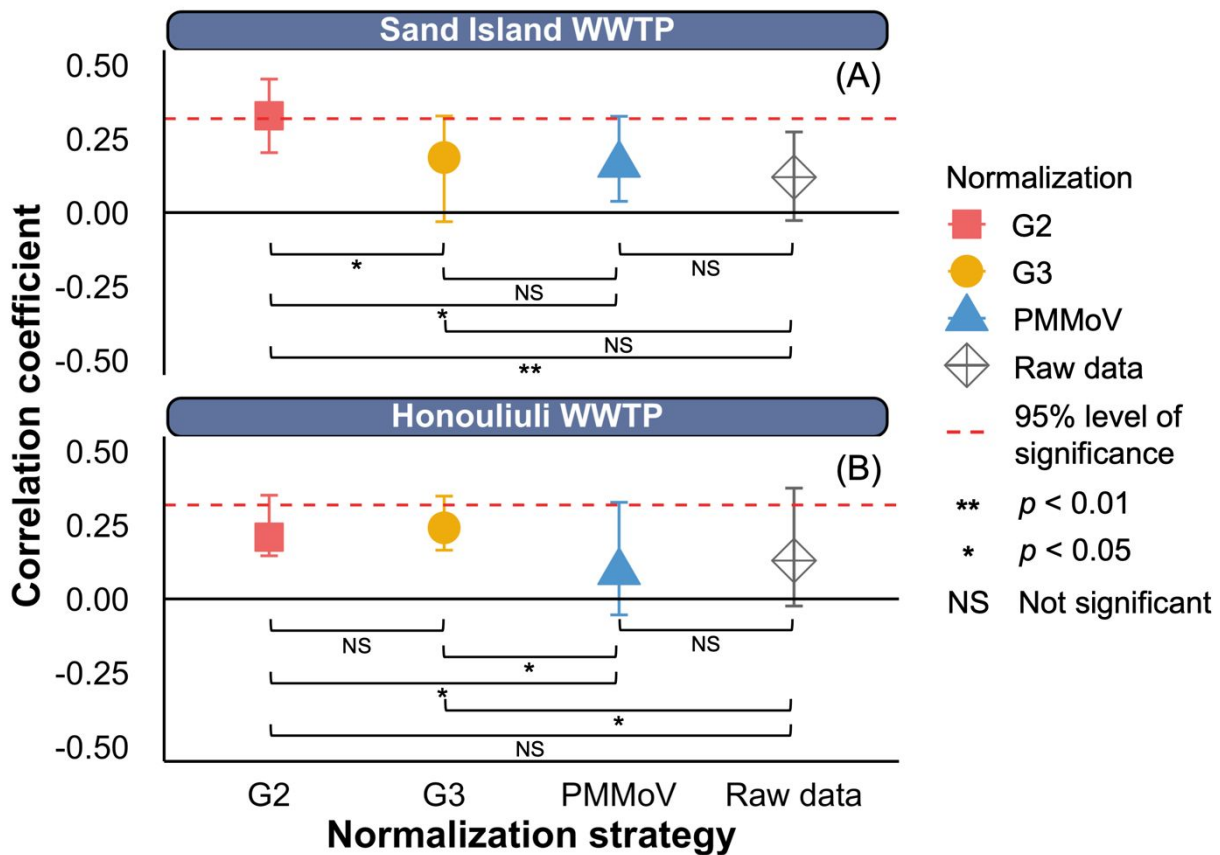 Sand Island WWTP
(A)
0.50
0.25
0.00
-0.25
-0.50
*
NS
NS
*
NS
**
Honouliuli WWTP
(B)
0.50
0.25
0.00
-0.25
-0.50
NS
NS
*
*
*
NS
G2
G3
PMMoV
Raw data
Normalization strategy
Correlation coefficient
Normalization
G2
G3
PMMoV
Raw data
95% level of
significance
** p < 0.01
* p < 0.05
NS Not significant